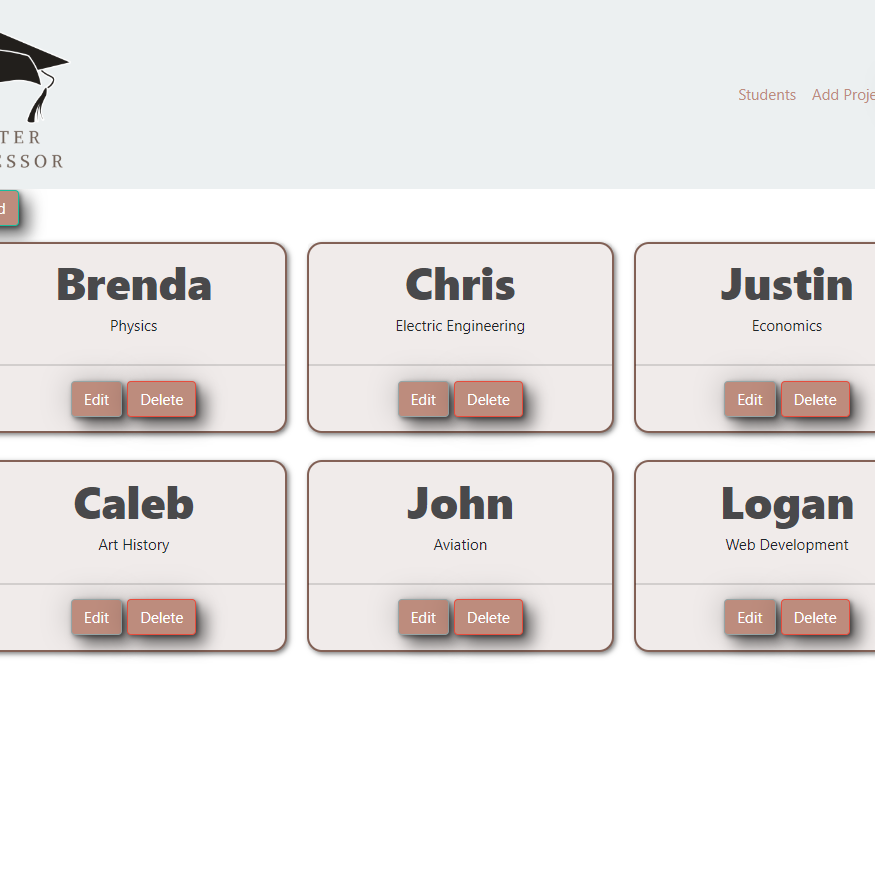 Students Add
TER
SSOR
Brenda Chris Justin
Physics Electric Engineering Economics
Edit Delete Edit Delete Edit Delete
Caleb John Logan
Art History Aviation Web Development
Edit Delete Edit Delete Edit Delete